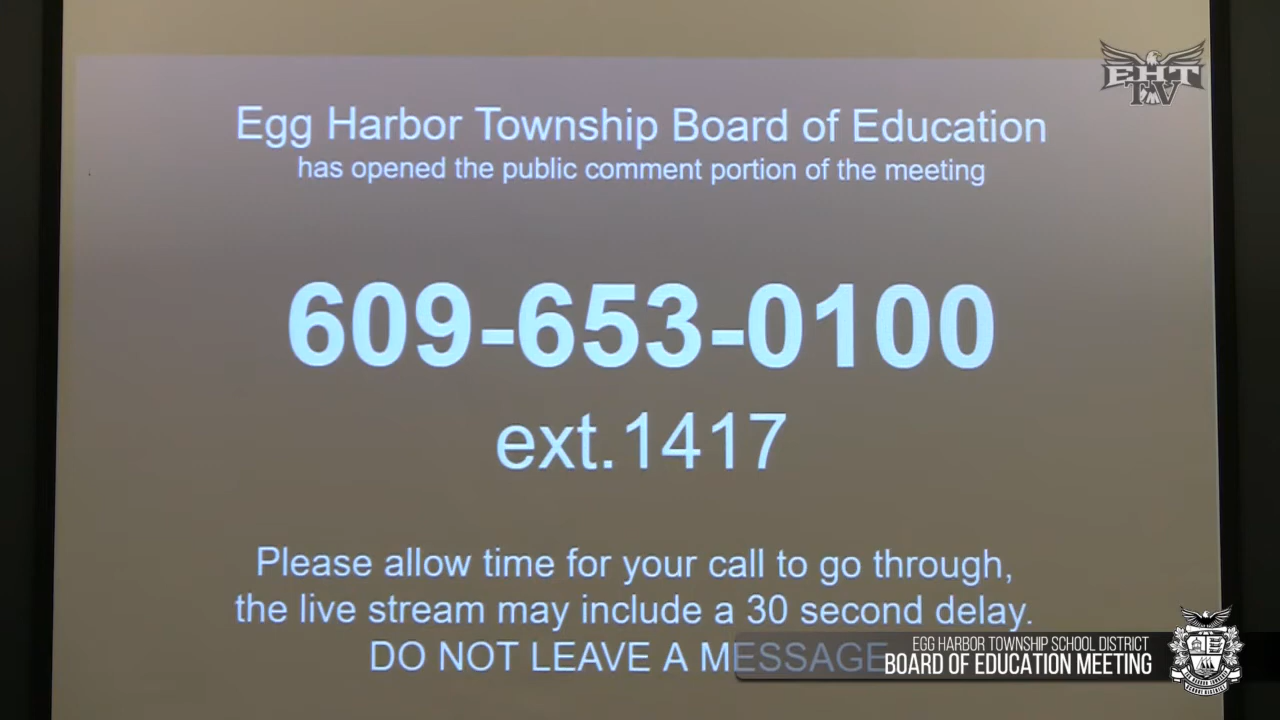 EHT
TV
Egg Harbor Township Board of Education
has opened the public comment portion of the meeting
609-653-0100
ext.1417
Please allow time for your call to go through,
the live stream may include a 30 second delay.
DO NOT LEAVE A MESSAGE
EGG HARBOR TOWNSHIP SCHOOL DISTRICT
BOARD OF EDUCATION MEETING